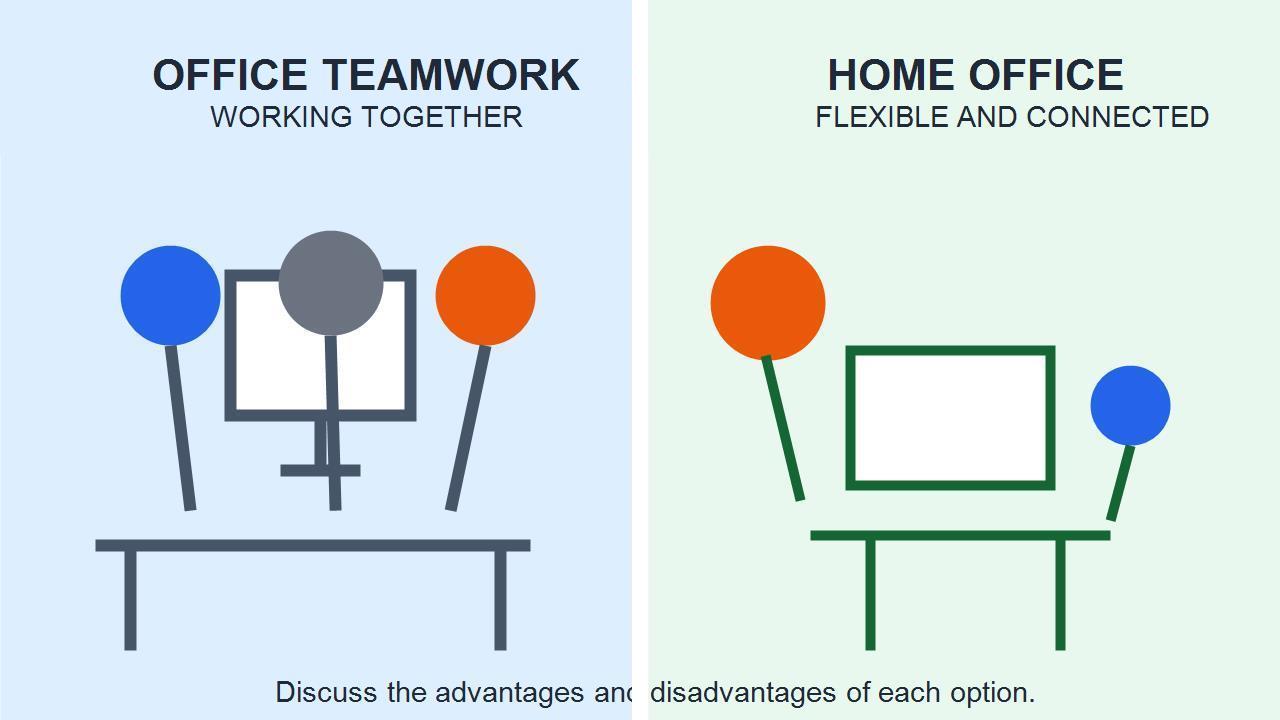 OFFICE TEAMWORK
WORKING TOGETHER
HOME OFFICE
FLEXIBLE AND CONNECTED
Discuss the advantages and disadvantages of each option.